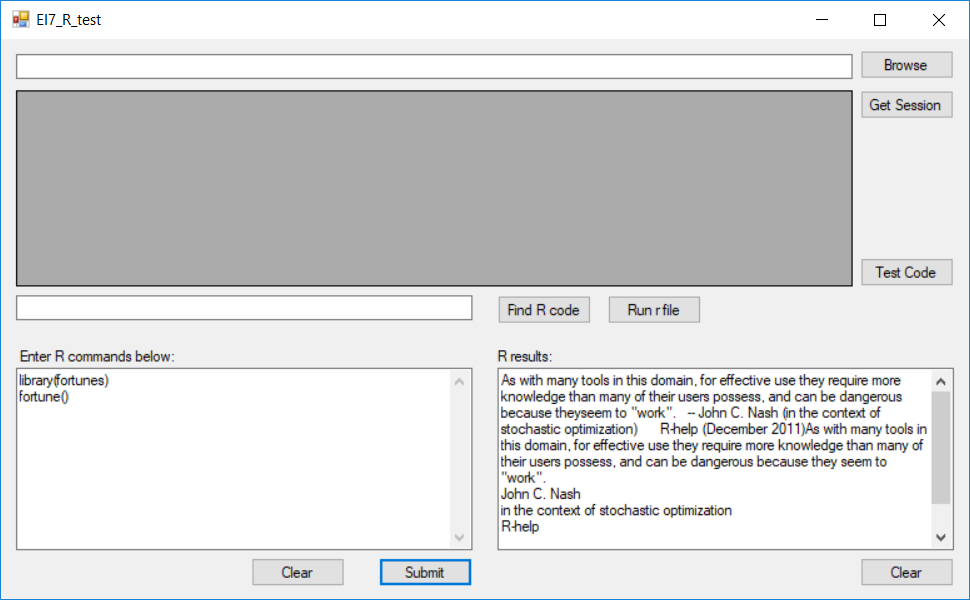 EI7_R_test
Browse
Get Session
Test Code
Find R code
Run r file
Enter R commands below:
library(fortunes)
fortune()
Clear
Submit
R results:
As with many tools in this domain, for effective use they require more
knowledge than many of their users possess, and can be dangerous
because theyseem to "work".   -- John C. Nash (in the context of
stochastic optimization)      R-help (December 2011)As with many tools in
this domain, for effective use they require more knowledge than many of
their users possess, and can be dangerous because they seem to
"work".
John C. Nash
in the context of stochastic optimization
R-help
Clear